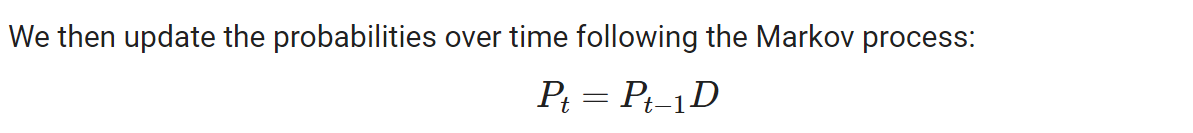 We then update the probabilities over time following the Markov process:
P_t = P_{t-1}D